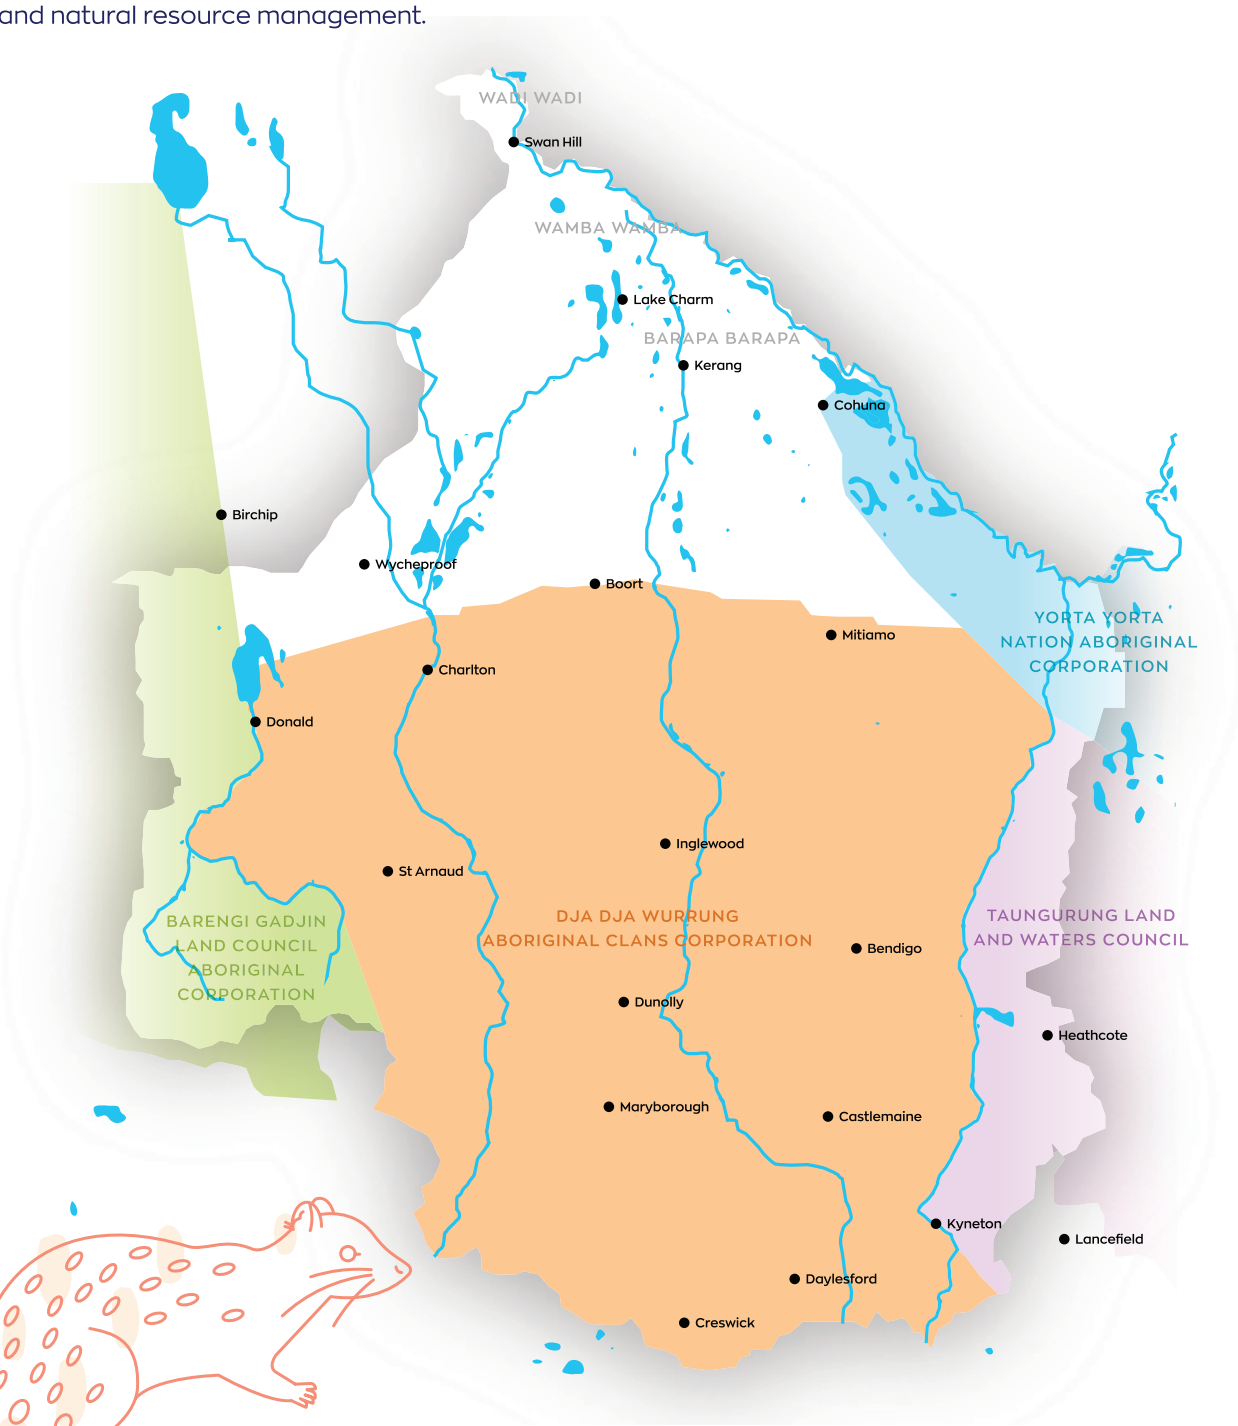 and natural resource management.
WADI WADI
Swan Hill
WAMBA WAMBA
Lake Charm
BARAPA BARAPA
Kerang
Cohuna
Birchip
Wycheproof
Boort
YORTA YORTA
NATION ABORIGINAL
CORPORATION
Mitiamo
Charlton
Donald
Inglewood
St Arnaud
BARENGI GADJIN
LAND COUNCIL
ABORIGINAL
CORPORATION
DJA DJA WURRUNG
ABORIGINAL CLANS CORPORATION
TAUNGURUNG LAND
AND WATERS COUNCIL
Bendigo
Dunolly
Heathcote
Maryborough
Castlemaine
Kyneton
Lancefield
Daylesford
Creswick